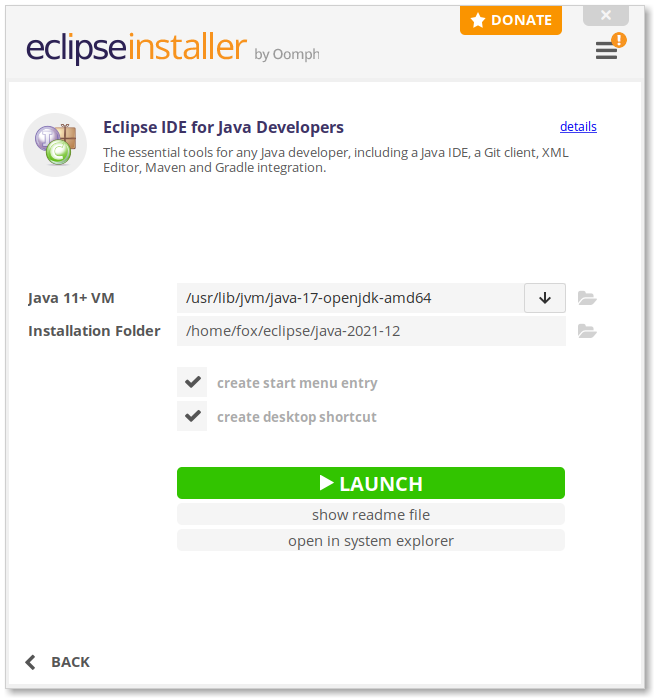 DONATE
eclipseinstaller by Oomph
Eclipse IDE for Java Developers
details
The essential tools for any Java developer, including a Java IDE, a Git client, XML
Editor, Maven and Gradle integration.
Java 11+ VM
/usr/lib/jvm/java-17-openjdk-amd64
Installation Folder
/home/fox/eclipse/java-2021-12
create start menu entry
create desktop shortcut
LAUNCH
show readme file
open in system explorer
BACK